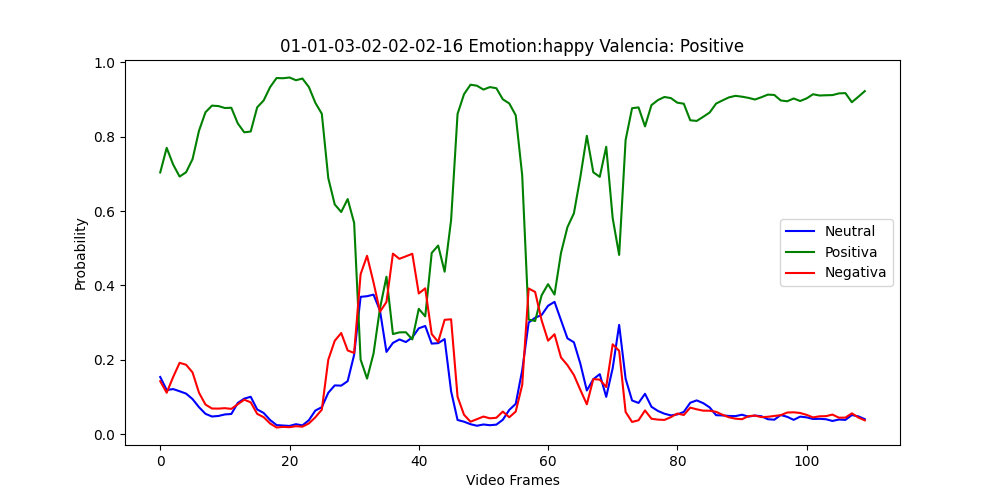 01-01-03-02-02-02-16 Emotion:happy Valencia: Positive
1.0
0.8
0.6
0.4
0.2
0.0
Probability
Neutral
Positiva
Negativa
0 20 40 60 80 100
Video Frames